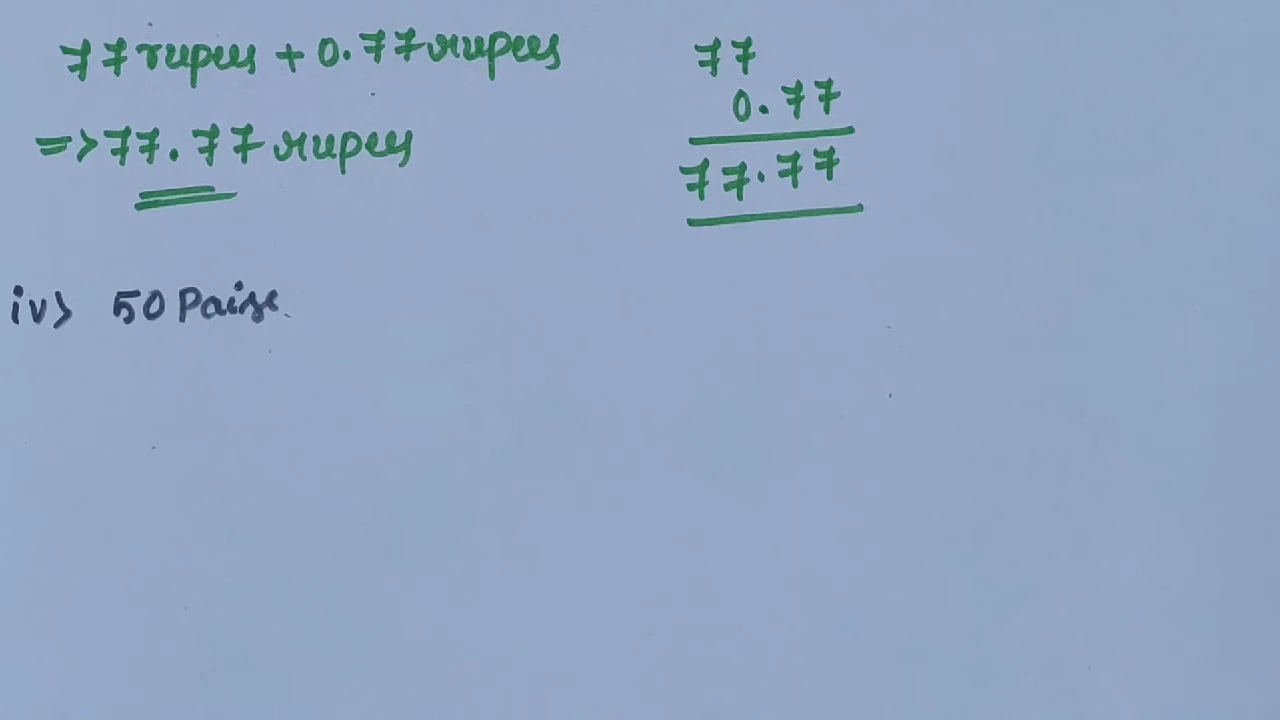 77 rupees + 0.77 rupees
=> 77.77 rupees
77
0.77
77.77
iv> 50 Paise.